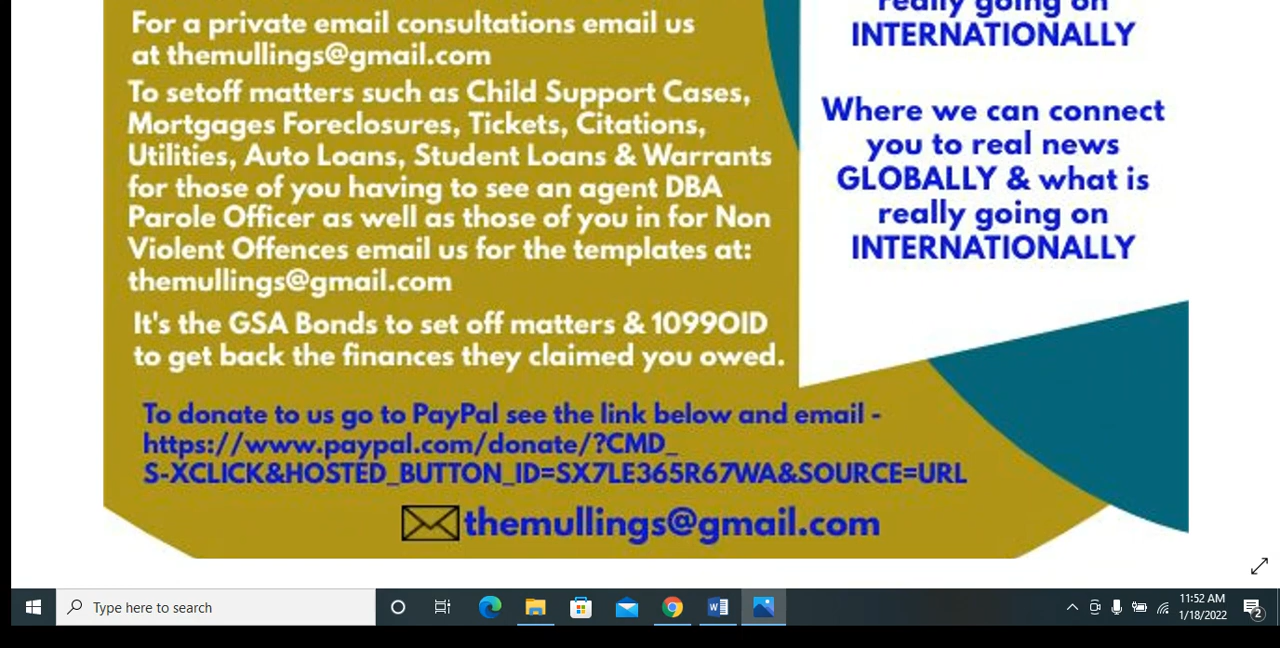 For a private email consultations email us
at themullings@gmail.com
To setoff matters such as Child Support Cases,
Mortgages Foreclosures, Tickets, Citations,
Utilities, Auto Loans, Student Loans & Warrants
for those of you having to see an agent DBA
Parole Officer as well as those of you in for Non
Violent Offences email us for the templates at:
themullings@gmail.com
It's the GSA Bonds to set off matters & 1099OID
to get back the finances they claimed you owed.
really going on
INTERNATIONALLY
Where we can connect
you to real news
GLOBALLY & what is
really going on
INTERNATIONALLY
To donate to us go to PayPal see the link below and email -
https://www.paypal.com/donate/?CMD_
S-XCLICK&HOSTED_BUTTON_ID=SX7LE365R67WA&SOURCE=URL
themullings@gmail.com
Type here to search
11:52 AM
1/18/2022
2